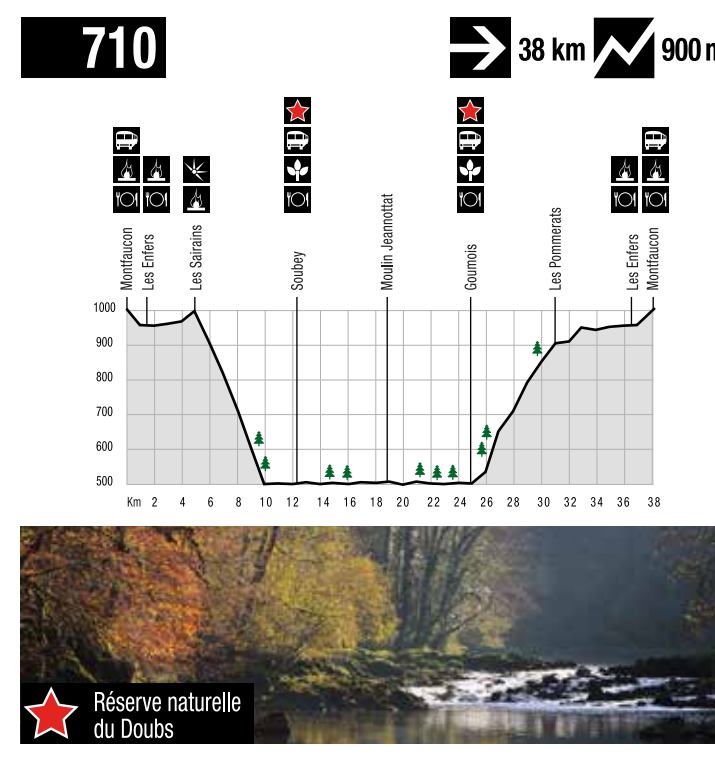 710
38 km
900 m
Montfaucon
Les Enfers
Les Sairains
Soubey
Moulin Jeannottat
Goumois
Les Pommerats
Les Enfers
Montfaucon
1000
900
800
700
600
500
Km 2 4 6 8 10 12 14 16 18 20 22 24 26 28 30 32 34 36 38
Réserve naturelle
du Doubs